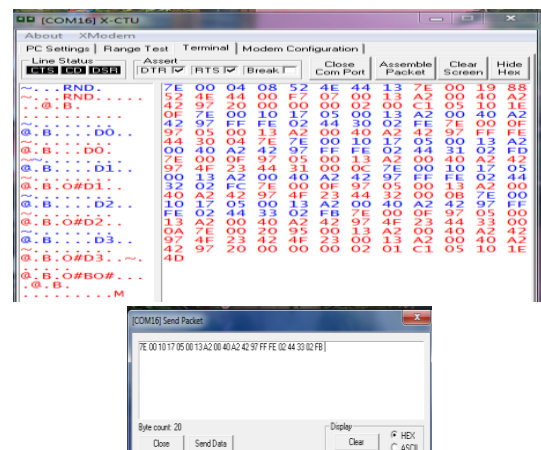 [COM16] X-CTU
About XModem
PC Settings | Range Test Terminal | Modem Configuration |
Line Status Assert
CTS CD DSR DTR RTS Break Close Com Port Assemble Packet Clear Screen Hide Hex
~...RND. 7E 00 04 08 52 4E 44 13 7E 00 19 88
...RND..... 52 4E 44 00 F7 07 00 13 A2 00 40 A2
..@.B. 42 97 20 00 00 00 02 00 C1 05 10 1E
.......... 0F 7E 00 10 17 05 00 13 A2 00 40 A2
~....... 42 97 FF FE 02 44 30 02 FE 7E 00 0F
@.B....D0.. 97 05 00 13 A2 00 40 A2 42 97 FF FE
~....... 44 30 04 7E 7E 00 10 17 05 00 13 A2
@.B...D0. 00 40 A2 42 97 FF FE 02 44 31 02 FD
~~....... 7E 00 0F 97 05 00 13 A2 00 40 A2 42
@.B.....D1.. 97 4F 23 44 31 00 0C 7E 00 10 17 05
~....... 00 13 A2 00 40 A2 42 97 FF FE 02 44
@.B.O#D1.. 32 02 FC 7E 00 0F 97 05 00 13 A2 00
~....... 40 A2 42 97 4F 23 44 32 00 0B 7E 00
@.B.....D2.. 10 17 05 00 13 A2 00 40 A2 42 97 FF
~....... FE 02 44 33 02 FB 7E 00 0F 97 05 00
@.B.O#D2.. 13 A2 00 40 A2 42 97 4F 23 44 33 00
~....... 0A 7E 00 20 95 00 13 A2 00 40 A2 42
@.B.....D3.. 97 4F 23 42 4F 23 00 13 A2 00 40 A2
~....... 42 97 20 00 00 00 02 01 C1 05 10 1E
@.B.O#D3...~. 4D
.....
@.B.O#BO#...
.@.B.
.........M
[COM16] Send Packet
7E 00 10 17 05 00 13 A2 00 40 A2 42 97 FF FE 02 44 33 02 FB
Byte count: 20 Display
Close Send Data Clear HEX
ASCII